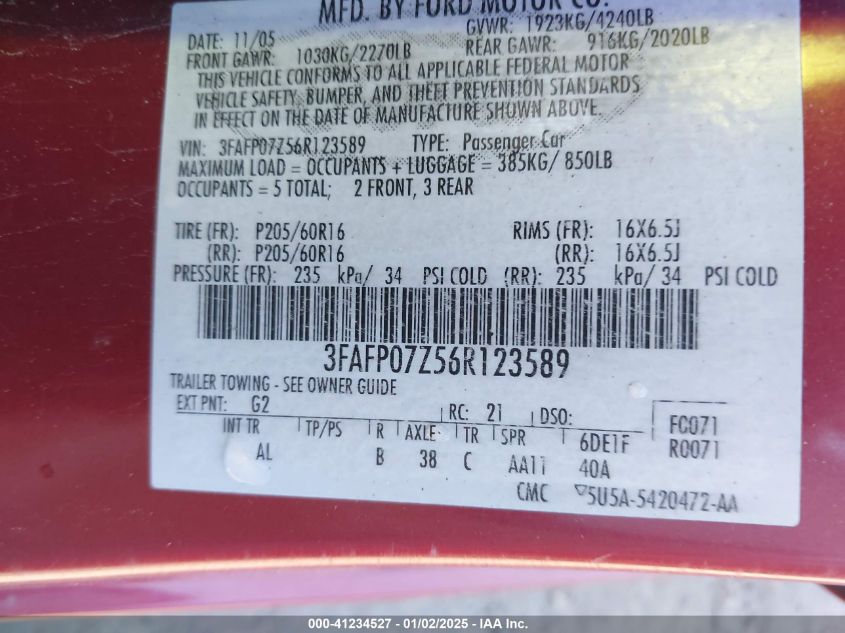 MFD. BY FORD MOTOR CO.
DATE: 11/05 GVWR: 1923KG/4240LB
FRONT GAWR: 1030KG/2270LB REAR GAWR: 916KG/2020LB
THIS VEHICLE CONFORMS TO ALL APPLICABLE FEDERAL MOTOR
VEHICLE SAFETY, BUMPER, AND THEFT PREVENTION STANDARDS
IN EFFECT ON THE DATE OF MANUFACTURE SHOWN ABOVE.
VIN: 3FAFP07Z56R123589 TYPE: Passenger Car
MAXIMUM LOAD = OCCUPANTS + LUGGAGE = 385KG/ 850LB
OCCUPANTS = 5 TOTAL; 2 FRONT, 3 REAR
TIRE (FR): P205/60R16 RIMS (FR): 16X6.5J
(RR): P205/60R16 (RR): 16X6.5J
PRESSURE (FR): 235 kPa/ 34 PSI COLD (RR): 235 kPa/ 34 PSI COLD
3FAFP07Z56R123589
TRAILER TOWING - SEE OWNER GUIDE
EXT PNT: G2 RC: 21 DSO: FC071
INT TR TP/PS R AXLE TR SPR 6DE1F R0071
AL B 38 C AA11 40A
CMC 5U5A-5420472-AA
000-41234527 - 01/02/2025 - IAA Inc.